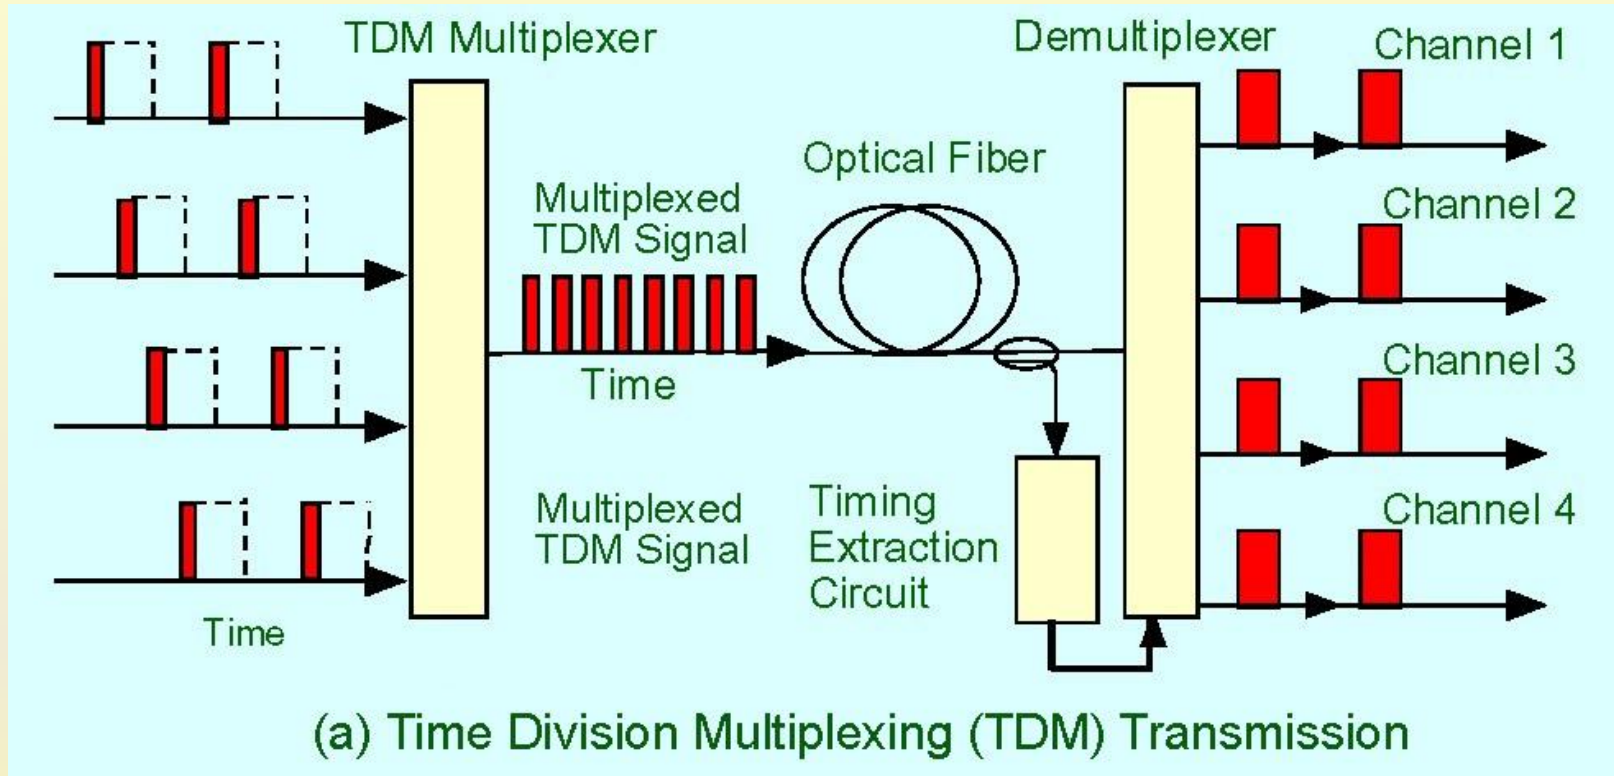 TDM Multiplexer
Demultiplexer
Channel 1
Optical Fiber
Multiplexed
TDM Signal
Channel 2
Time
Channel 3
Multiplexed
TDM Signal
Timing
Extraction
Circuit
Channel 4
Time
(a) Time Division Multiplexing (TDM) Transmission